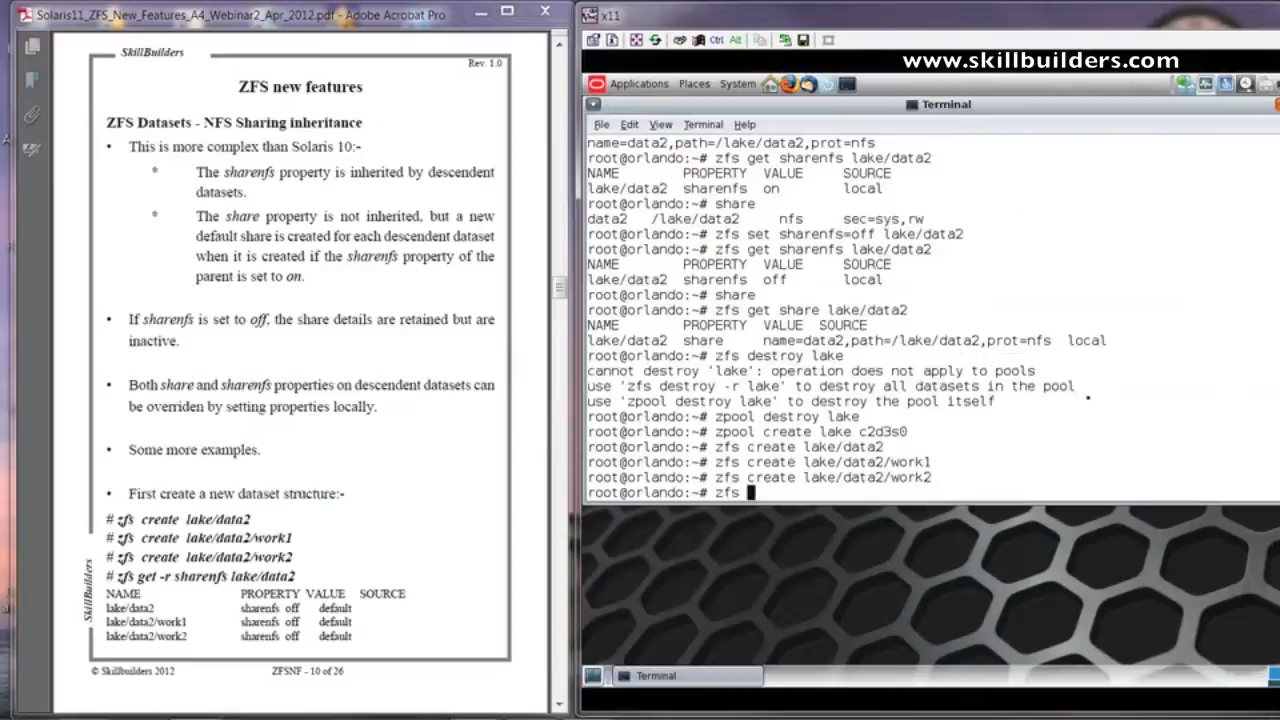 Solaris11_ZFS_New_Features_A4_Webinar2_Apr_2012.pdf - Adobe Acrobat Pro
SkillBuilders
Rev. 1.0
ZFS new features
ZFS Datasets - NFS Sharing inheritance
• This is more complex than Solaris 10:-
* The sharenfs property is inherited by descendent
datasets.
* The share property is not inherited, but a new
default share is created for each descendent dataset
when it is created if the sharenfs property of the
parent is set to on.
• If sharenfs is set to off, the share details are retained but are
inactive.
• Both share and sharenfs properties on descendent datasets can
be overriden by setting properties locally.
• Some more examples.
• First create a new dataset structure:-
# zfs create lake/data2
# zfs create lake/data2/work1
# zfs create lake/data2/work2
# zfs get -r sharenfs lake/data2
NAME PROPERTY VALUE SOURCE
lake/data2 sharenfs off default
lake/data2/work1 sharenfs off default
lake/data2/work2 sharenfs off default
SkillBuilders
© Skillbuilders 2012 ZFSNF - 10 of 26
x11
Ctrl Alt
www.skillbuilders.com
Applications Places System
Terminal
File Edit View Terminal Help
name=data2,path=/lake/data2,prot=nfs
root@orlando:~# zfs get sharenfs lake/data2
NAME PROPERTY VALUE SOURCE
lake/data2 sharenfs on local
root@orlando:~# share
data2 /lake/data2 nfs sec=sys,rw
root@orlando:~# zfs set sharenfs=off lake/data2
root@orlando:~# zfs get sharenfs lake/data2
NAME PROPERTY VALUE SOURCE
lake/data2 sharenfs off local
root@orlando:~# share
root@orlando:~# zfs get share lake/data2
NAME PROPERTY VALUE SOURCE
lake/data2 share name=data2,path=/lake/data2,prot=nfs local
root@orlando:~# zfs destroy lake
cannot destroy 'lake': operation does not apply to pools
use 'zfs destroy -r lake' to destroy all datasets in the pool
use 'zpool destroy lake' to destroy the pool itself
root@orlando:~# zpool destroy lake
root@orlando:~# zpool create lake c2d3s0
root@orlando:~# zfs create lake/data2
root@orlando:~# zfs create lake/data2/work1
root@orlando:~# zfs create lake/data2/work2
root@orlando:~# zfs
Terminal